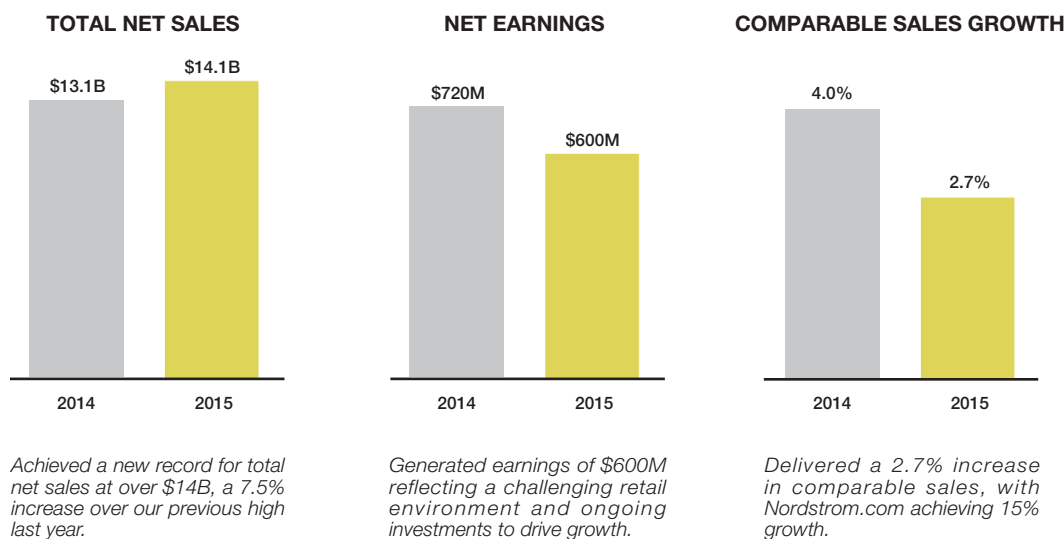 TOTAL NET SALES
$13.1B
$14.1B
2014
2015
Achieved a new record for total
net sales at over $14B, a 7.5%
increase over our previous high
last year.
NET EARNINGS
$720M
$600M
2014
2015
Generated earnings of $600M
reflecting a challenging retail
environment and ongoing
investments to drive growth.
COMPARABLE SALES GROWTH
4.0%
2.7%
2014
2015
Delivered a 2.7% increase
in comparable sales, with
Nordstrom.com achieving 15%
growth.